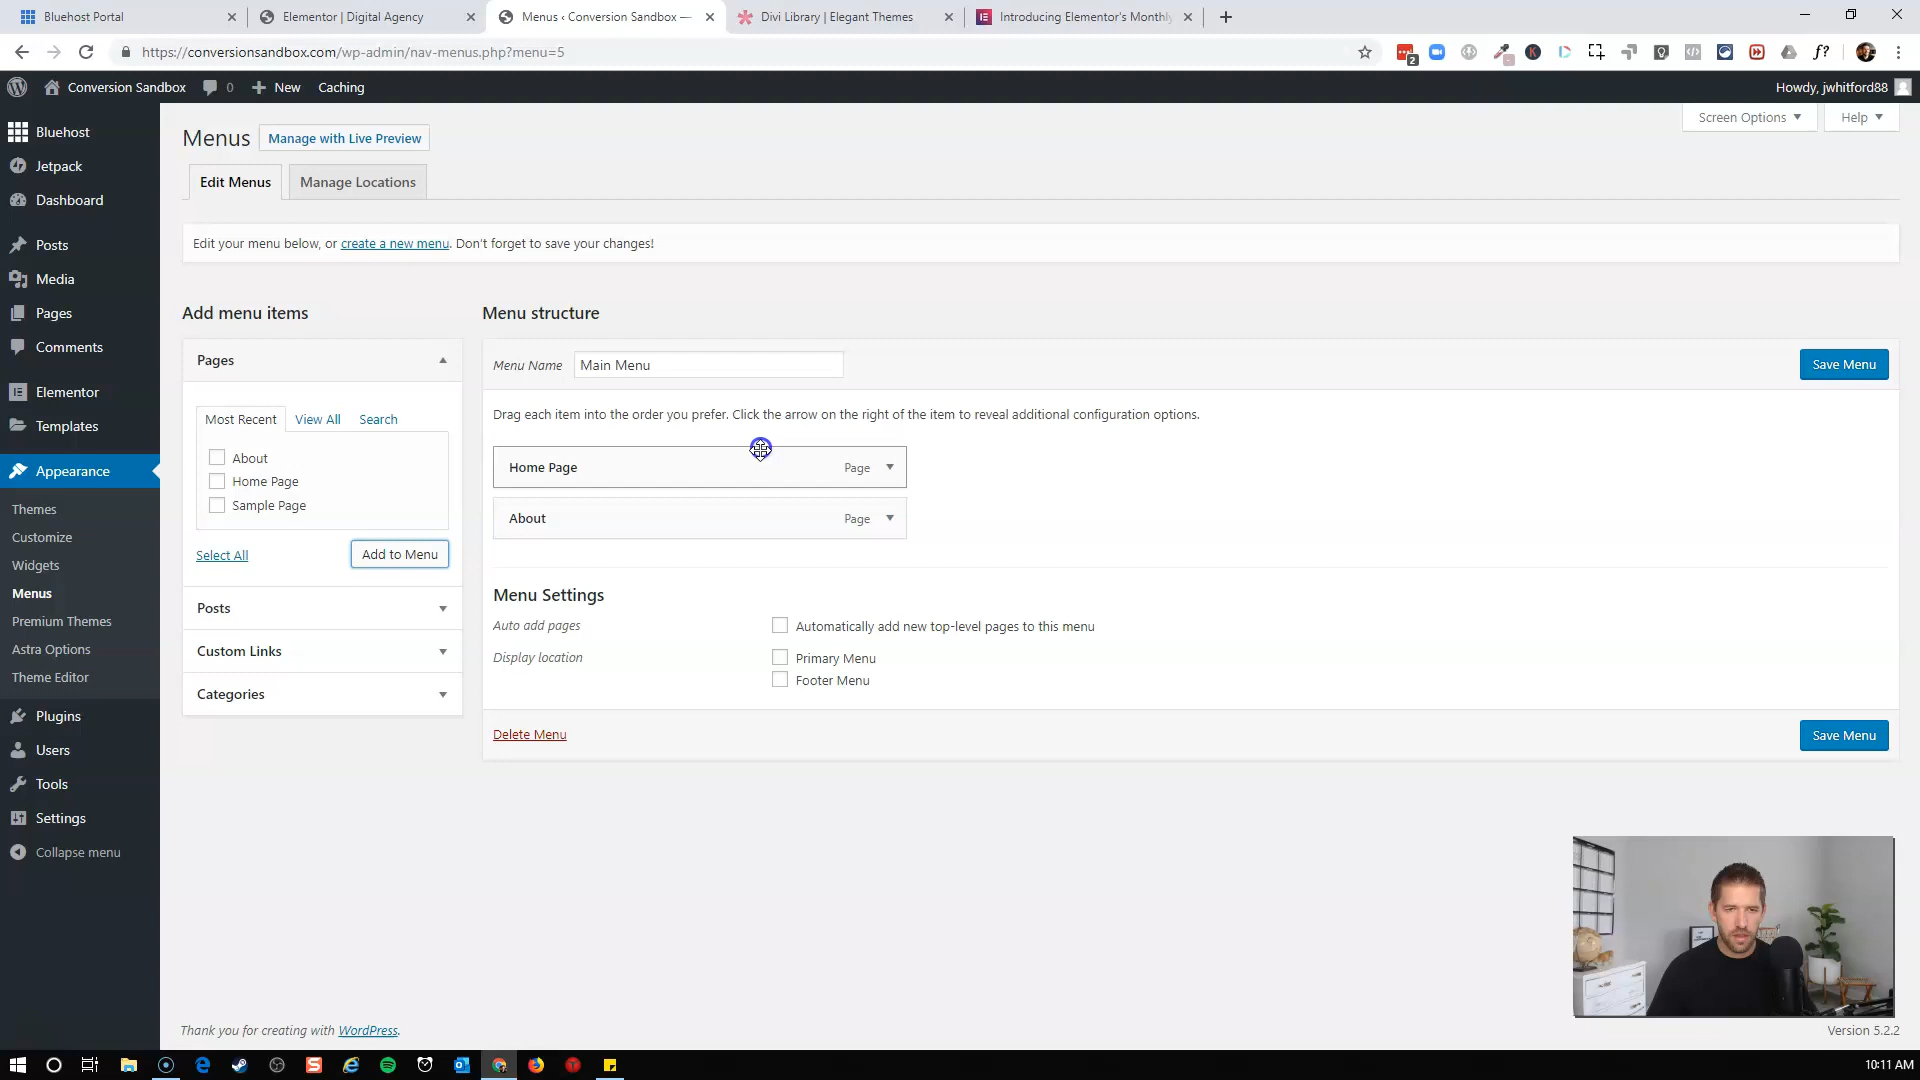 Bluehost Portal
Elementor | Digital Agency
Menus ‹ Conversion Sandbox —
Divi Library | Elegant Themes
Introducing Elementor's Monthly
https://conversionsandbox.com/wp-admin/nav-menus.php?menu=5
2
f?
Conversion Sandbox
0
New
Caching
Howdy, jwhitford88
Bluehost
Jetpack
Dashboard
Posts
Media
Pages
Comments
Elementor
Templates
Appearance
Themes
Customize
Widgets
Menus
Premium Themes
Astra Options
Theme Editor
Plugins
Users
Tools
Settings
Collapse menu
Screen Options
Help
Menus
Manage with Live Preview
Edit Menus
Manage Locations
Edit your menu below, or create a new menu. Don't forget to save your changes!
Add menu items
Pages
Most Recent
View All
Search
About
Home Page
Sample Page
Select All
Add to Menu
Posts
Custom Links
Categories
Menu structure
Menu Name
Main Menu
Save Menu
Drag each item into the order you prefer. Click the arrow on the right of the item to reveal additional configuration options.
Home Page
Page
About
Page
Menu Settings
Auto add pages
Automatically add new top-level pages to this menu
Display location
Primary Menu
Footer Menu
Delete Menu
Save Menu
Thank you for creating with WordPress.
Version 5.2.2
10:11 AM